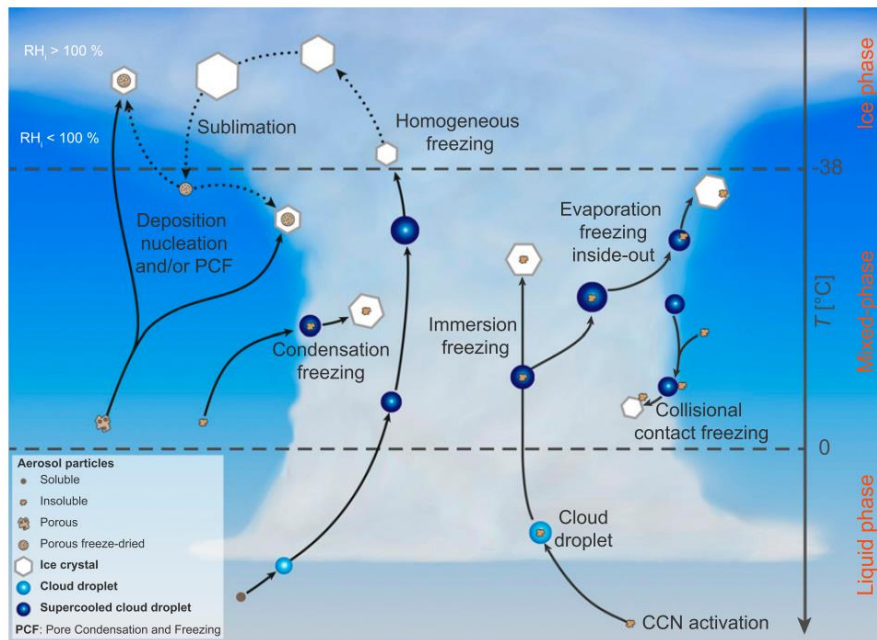 RHi > 100 %
RHi < 100 %
Sublimation
Homogeneous
freezing
Deposition
nucleation
and/or PCF
Condensation
freezing
Immersion
freezing
Evaporation
freezing
inside-out
Collisional
contact freezing
Cloud
droplet
CCN activation
-38
0
T [°C]
Ice phase
Mixed-phase
Liquid phase
Aerosol particles
Soluble
Insoluble
Porous
Porous freeze-dried
Ice crystal
Cloud droplet
Supercooled cloud droplet
PCF: Pore Condensation and Freezing